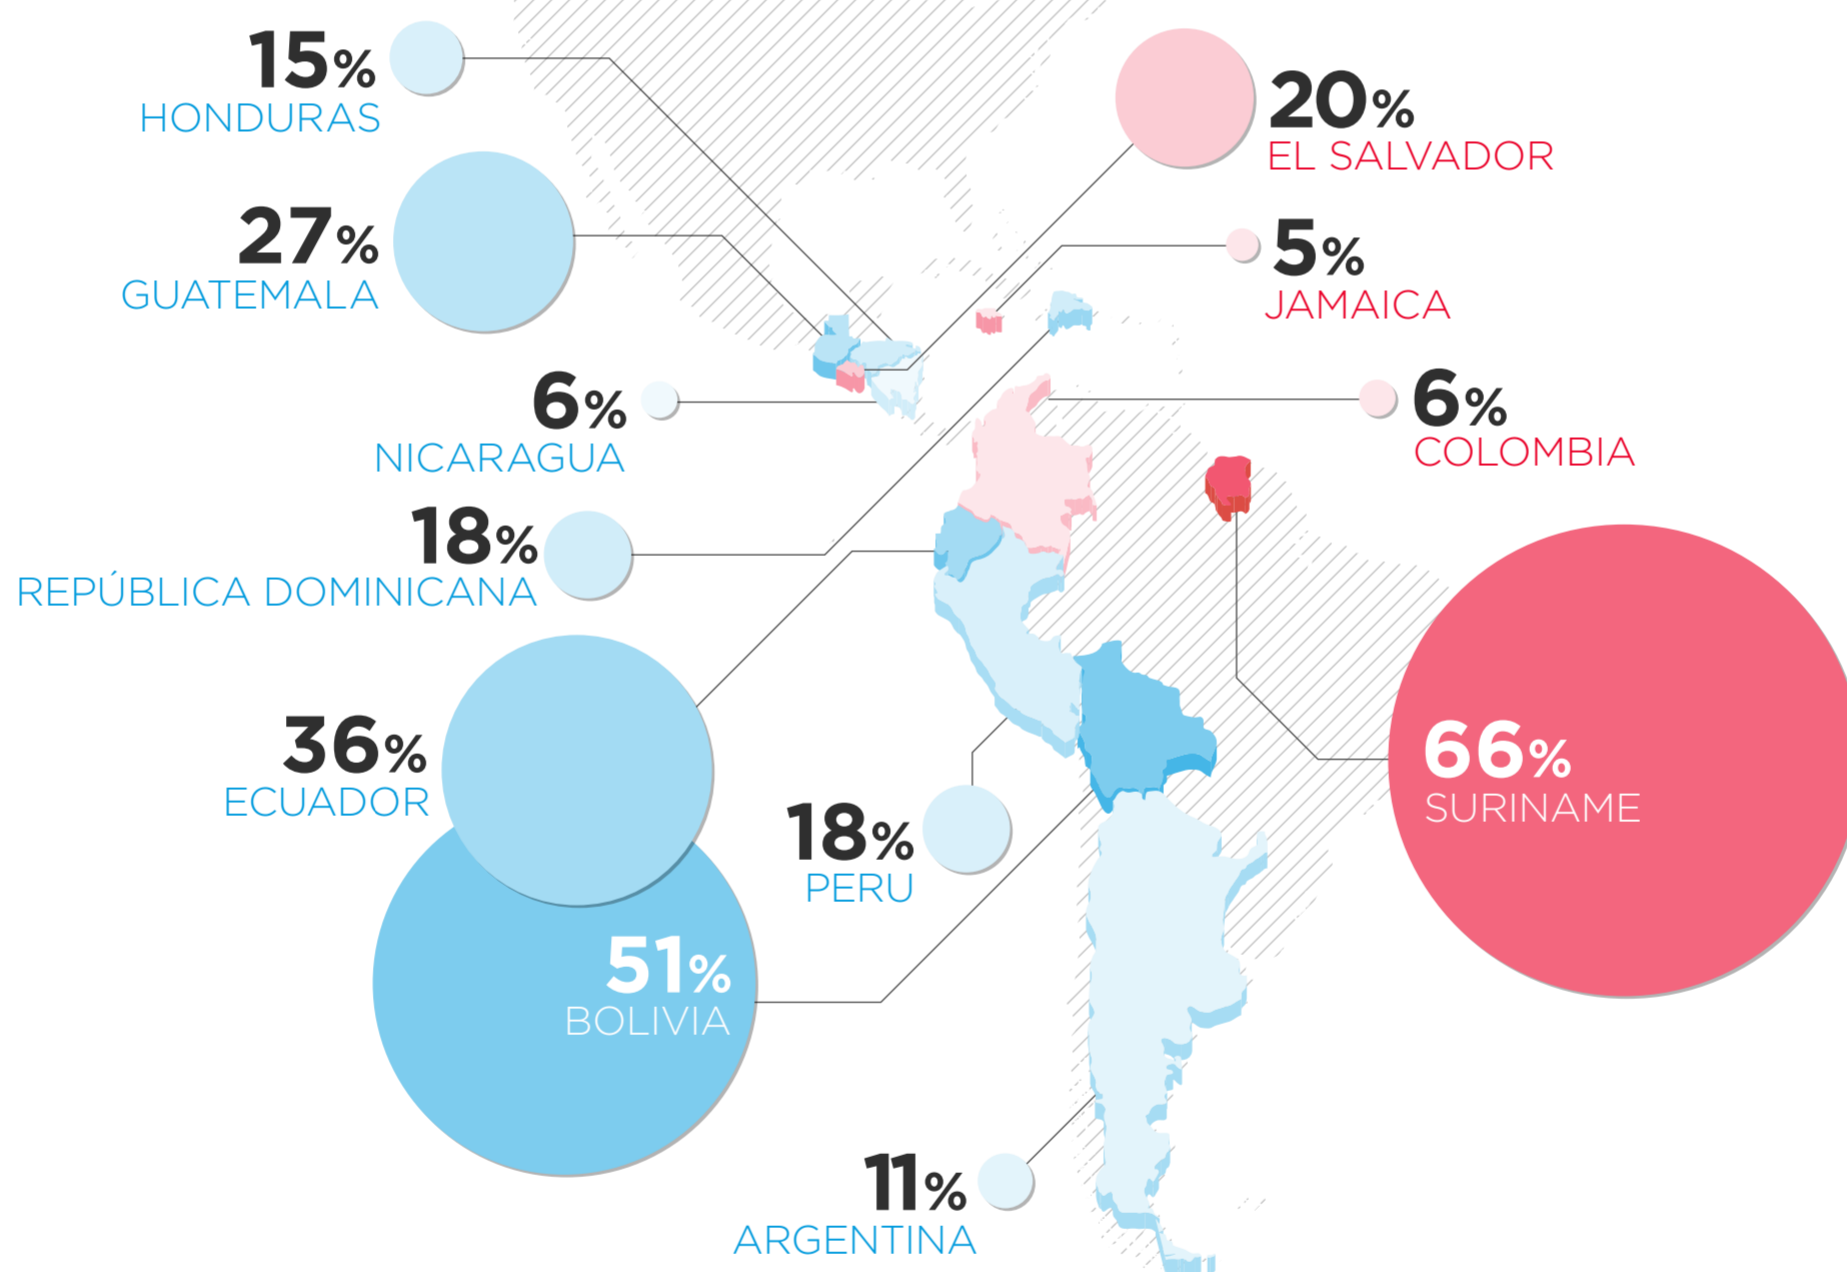 15%
HONDURAS
27%
GUATEMALA
6%
NICARAGUA
18%
REPÚBLICA DOMINICANA
36%
ECUADOR
51%
BOLIVIA
18%
PERU
11%
ARGENTINA
20%
EL SALVADOR
5%
JAMAICA
6%
COLOMBIA
66%
SURINAME